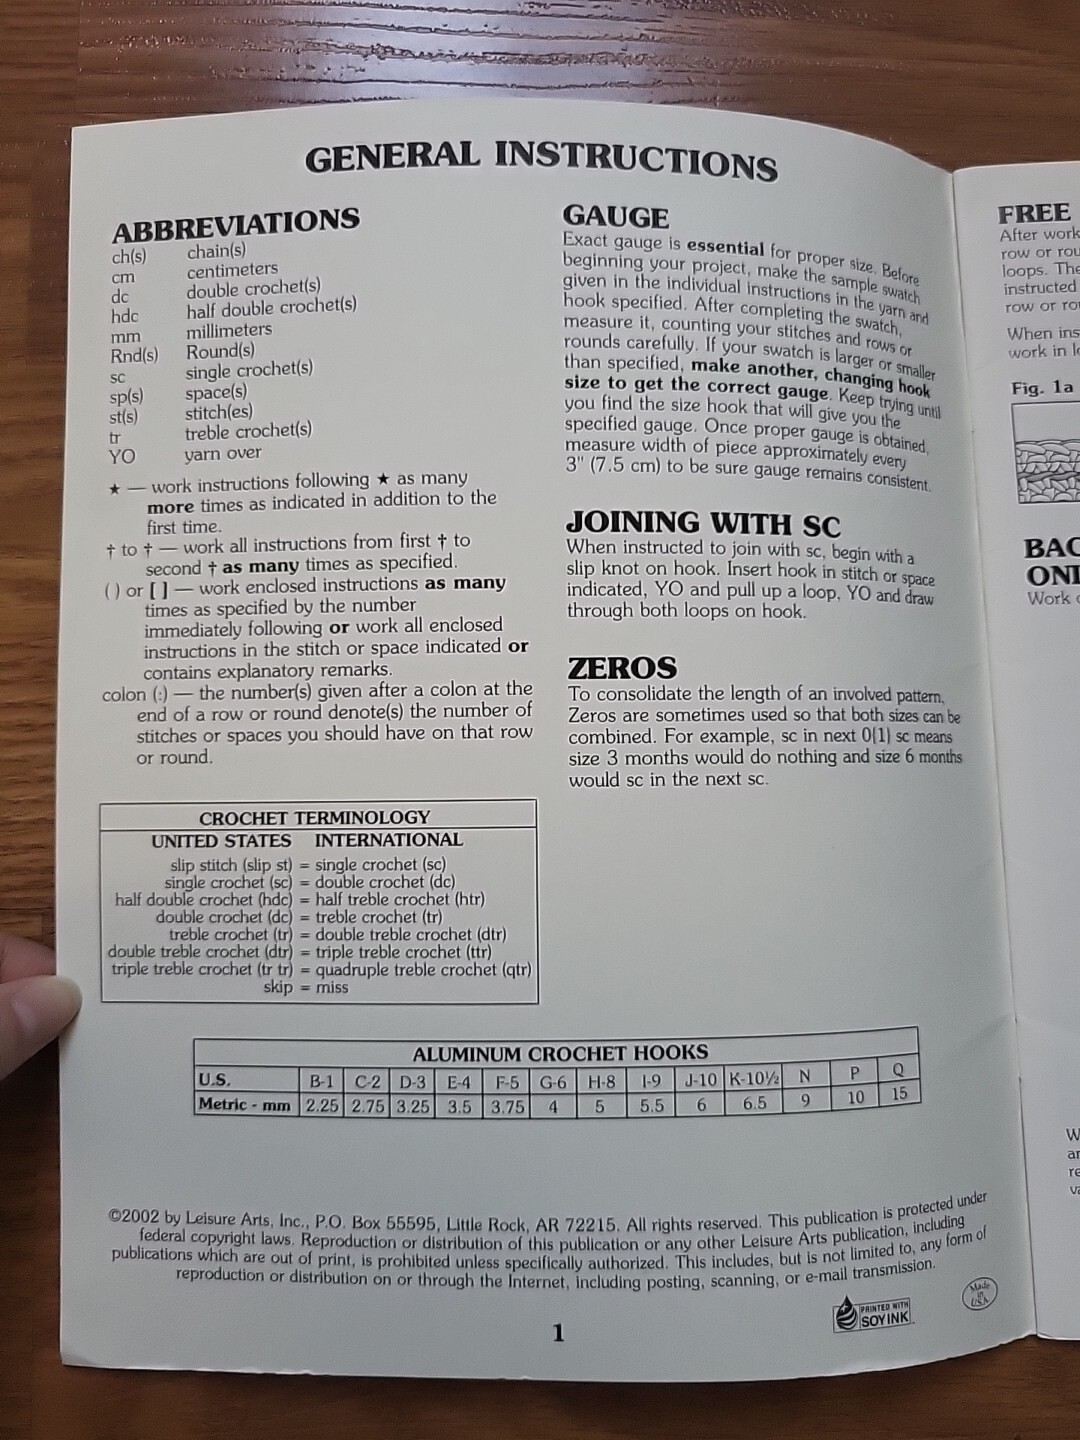 GENERAL INSTRUCTIONS
ABBREVIATIONS
ch(s) chain(s)
cm centimeters
dc double crochet(s)
hdc half double crochet(s)
mm millimeters
Rnd(s) Round(s)
sc single crochet(s)
sp(s) space(s)
st(s) stitch(es)
tr treble crochet(s)
YO yarn over
★ — work instructions following ★ as many
more times as indicated in addition to the
first time.
† to † — work all instructions from first † to
second † as many times as specified.
( ) or [ ] — work enclosed instructions as many
times as specified by the number
immediately following or work all enclosed
instructions in the stitch or space indicated or
contains explanatory remarks.
colon (:) — the number(s) given after a colon at the
end of a row or round denote(s) the number of
stitches or spaces you should have on that row
or round.
CROCHET TERMINOLOGY
UNITED STATES INTERNATIONAL
slip stitch (slip st) = single crochet (sc)
single crochet (sc) = double crochet (dc)
half double crochet (hdc) = half treble crochet (htr)
double crochet (dc) = treble crochet (tr)
treble crochet (tr) = double treble crochet (dtr)
double treble crochet (dtr) = triple treble crochet (ttr)
triple treble crochet (tr tr) = quadruple treble crochet (qtr)
skip = miss
GAUGE
Exact gauge is essential for proper size. Before
beginning your project, make the sample swatch
given in the individual instructions in the yarn and
hook specified. After completing the swatch,
measure it, counting your stitches and rows or
rounds carefully. If your swatch is larger or smaller
than specified, make another, changing hook
size to get the correct gauge. Keep trying until
you find the size hook that will give you the
specified gauge. Once proper gauge is obtained,
measure width of piece approximately every
3" (7.5 cm) to be sure gauge remains consistent.
JOINING WITH SC
When instructed to join with sc, begin with a
slip knot on hook. Insert hook in stitch or space
indicated, YO and pull up a loop, YO and draw
through both loops on hook.
ZEROS
To consolidate the length of an involved pattern,
Zeros are sometimes used so that both sizes can be
combined. For example, sc in next 0{1} sc means
size 3 months would do nothing and size 6 months
would sc in the next sc.
ALUMINUM CROCHET HOOKS
U.S. B-1 C-2 D-3 E-4 F-5 G-6 H-8 I-9 J-10 K-10½ N P Q
Metric - mm 2.25 2.75 3.25 3.5 3.75 4 5 5.5 6 6.5 9 10 15
©2002 by Leisure Arts, Inc., P.O. Box 55595, Little Rock, AR 72215. All rights reserved. This publication is protected under
federal copyright laws. Reproduction or distribution of this publication or any other Leisure Arts publication, including
publications which are out of print, is prohibited unless specifically authorized. This includes, but is not limited to, any form of
reproduction or distribution on or through the Internet, including posting, scanning, or e-mail transmission.
PRINTED WITH
SOY INK
Made
in
USA
1
FREE
After work
row or
loops. The
instructed
row or
When
work in
Fig. 1a
Work